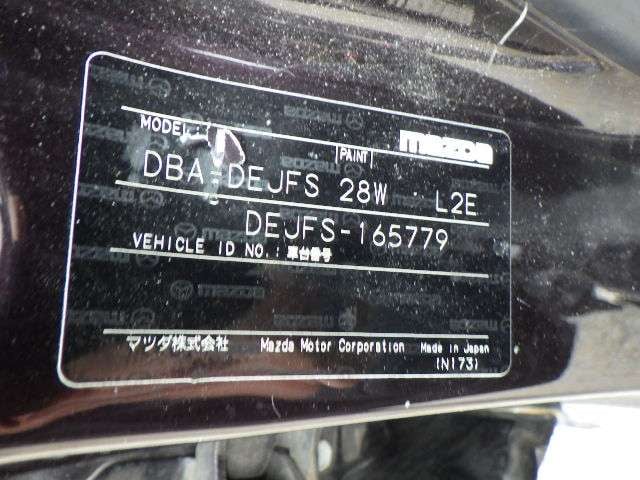 mazda
MODEL PAINT
DBA-DEJFS 28W L2E
DEJFS-165779
VEHICLE ID NO.: 車台番号
マツダ株式会社 Mazda Motor Corporation Made in Japan
(N173)